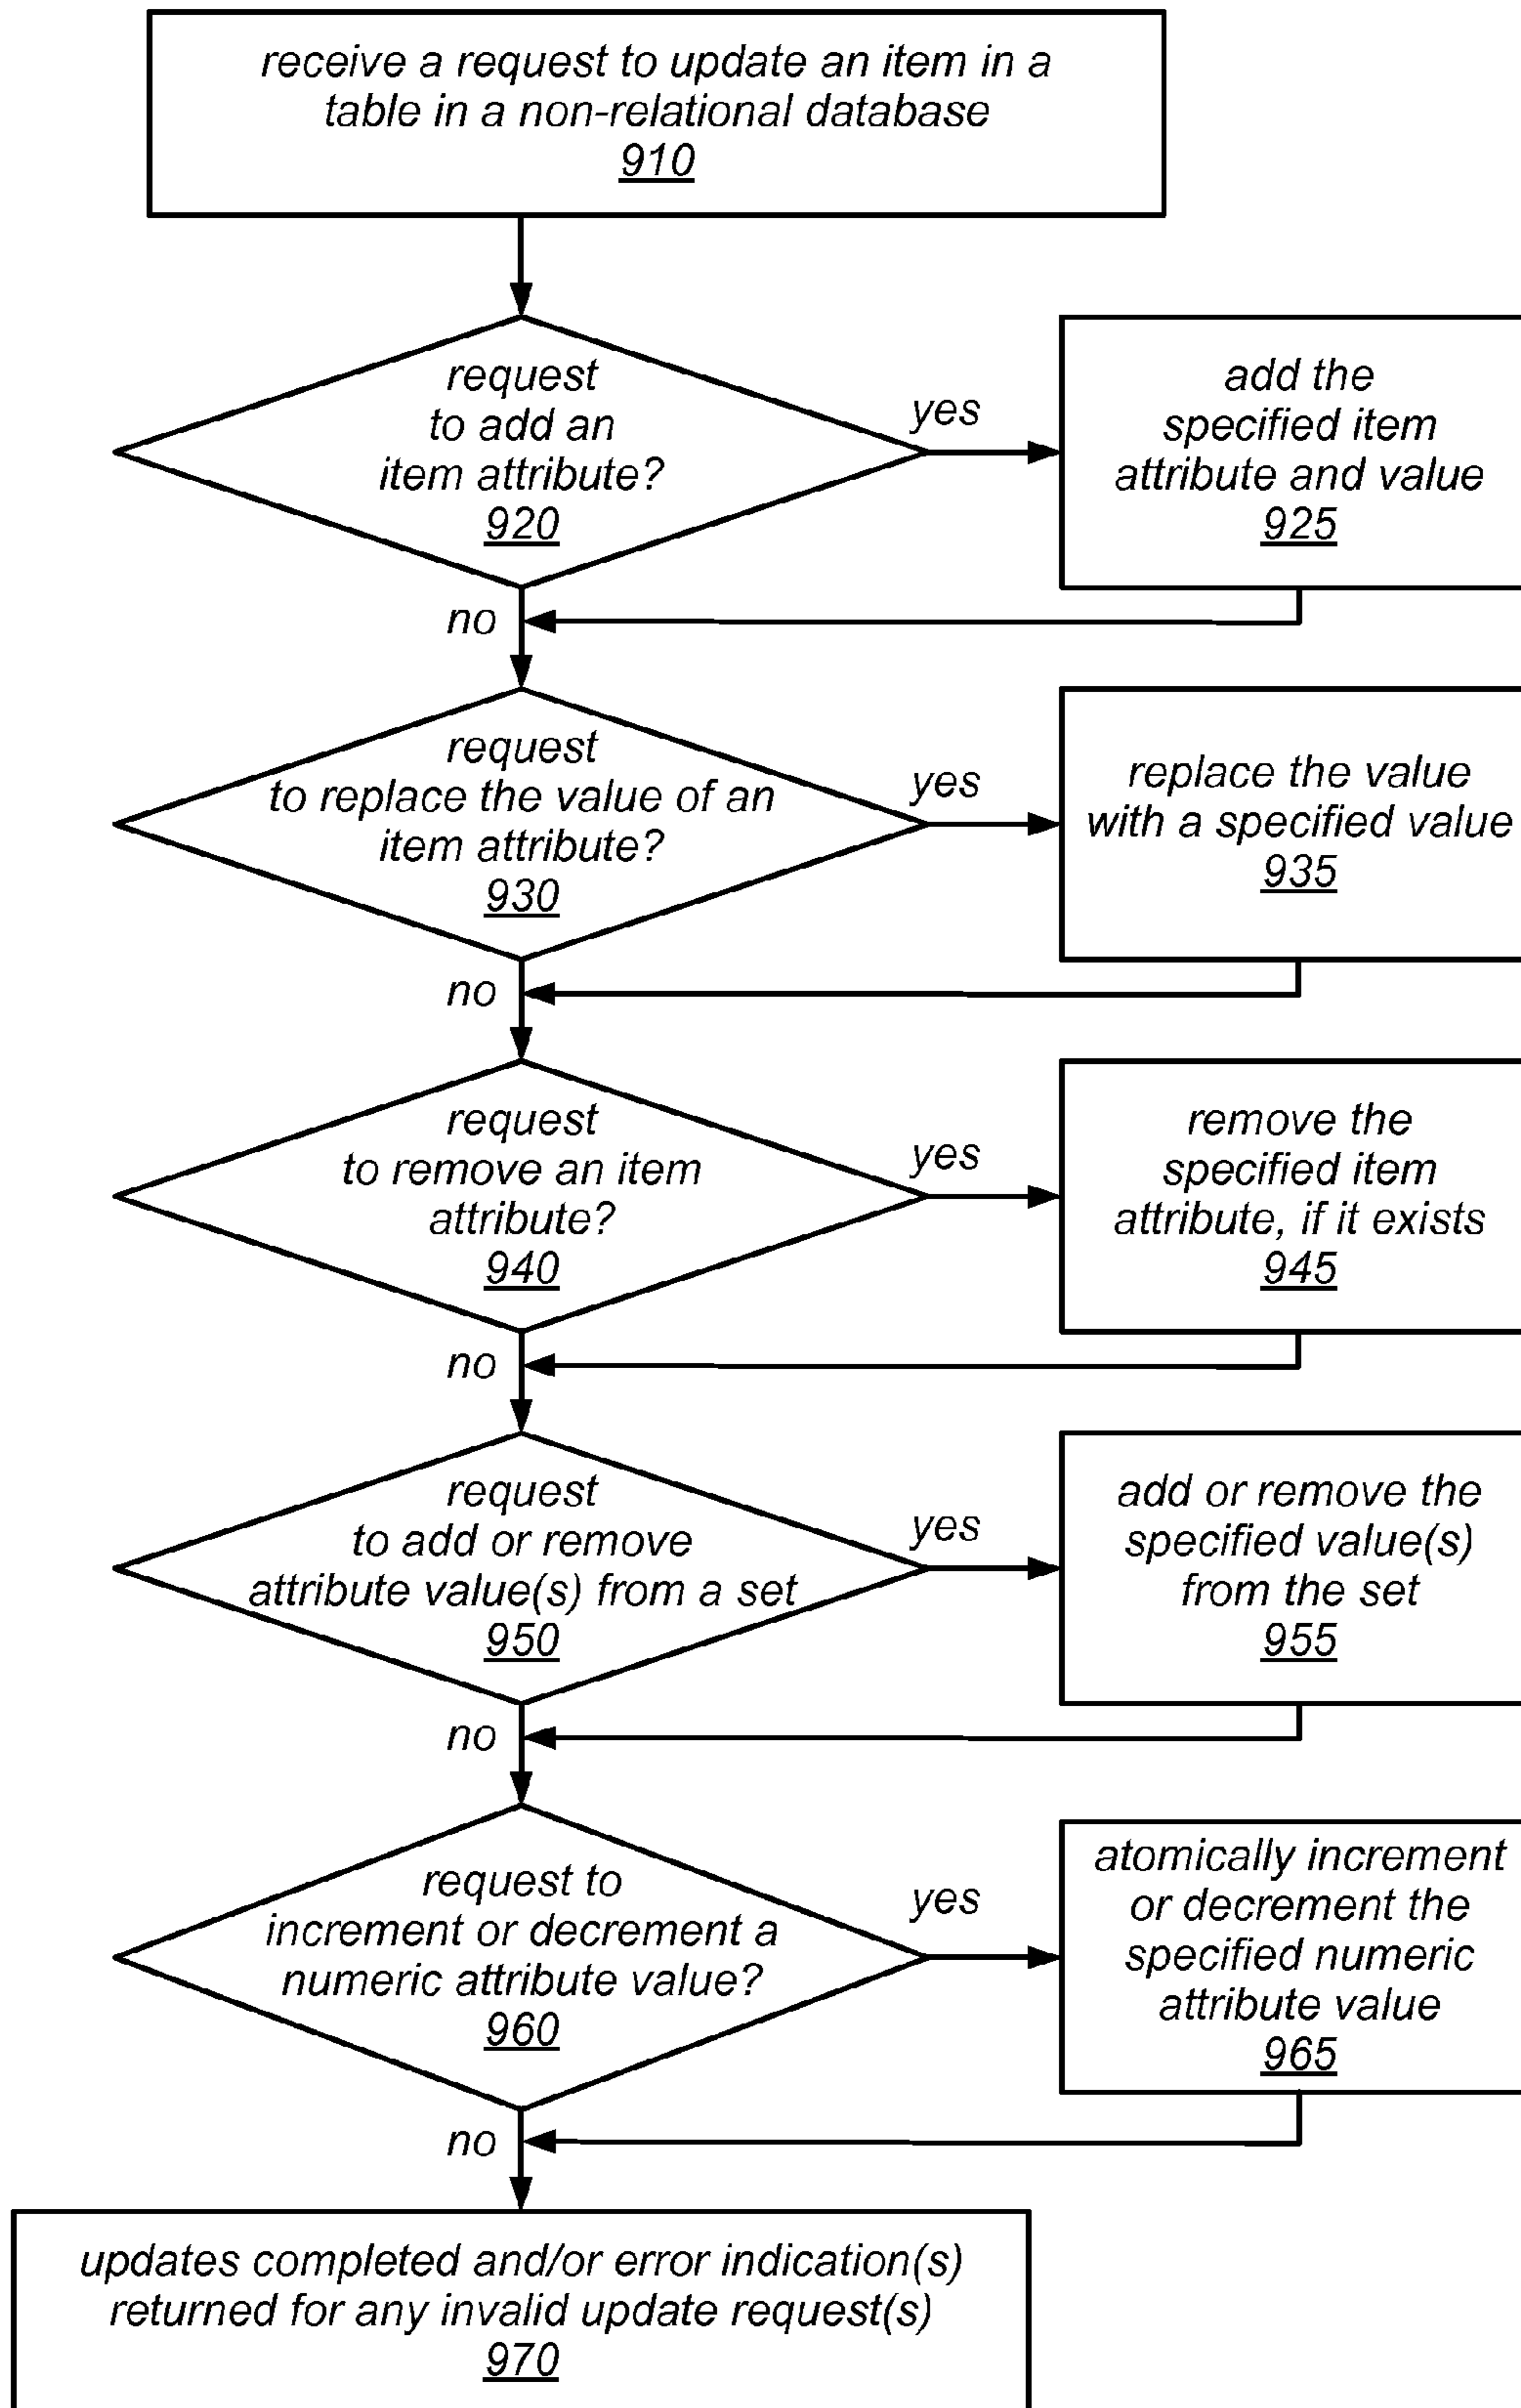 receive a request to update an item in a
table in a non-relational database
910
request
to add an
item attribute?
920
yes
add the
specified item
attribute and value
925
no
request
to replace the value of an
item attribute?
930
yes
replace the value
with a specified value
935
no
request
to remove an item
attribute?
940
yes
remove the
specified item
attribute, if it exists
945
no
request
to add or remove
attribute value(s) from a set
950
yes
add or remove the
specified value(s)
from the set
955
no
request to
increment or decrement a
numeric attribute value?
960
yes
atomically increment
or decrement the
specified numeric
attribute value
965
no
updates completed and/or error indication(s)
returned for any invalid update request(s)
970